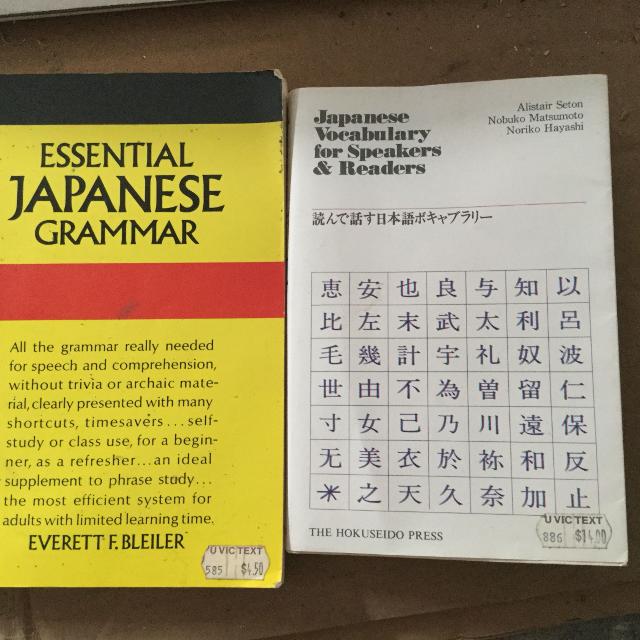 ESSENTIAL
JAPANESE
GRAMMAR
All the grammar really needed
for speech and comprehension,
without trivia or archaic mate-
rial, clearly presented with many
shortcuts, timesavers . . . self-
study or class use, for a begin-
ner, as a refresher...an ideal
supplement to phrase study...
the most efficient system for
adults with limited learning time.
EVERETT F. BLEILER
U VIC TEXT
585 $4.50
Japanese
Vocabulary
for Speakers
& Readers
Alistair Seton
Nobuko Matsumoto
Noriko Hayashi
読んで話す日本語ボキャブラリー
恵安也良与知以
比左末武太利呂
毛幾計宇礼奴波
世由不為曽留仁
寸女己乃川遠保
无美衣於祢和反
米之天久奈加止
THE HOKUSEIDO PRESS
U VIC TEXT
886 $14.00